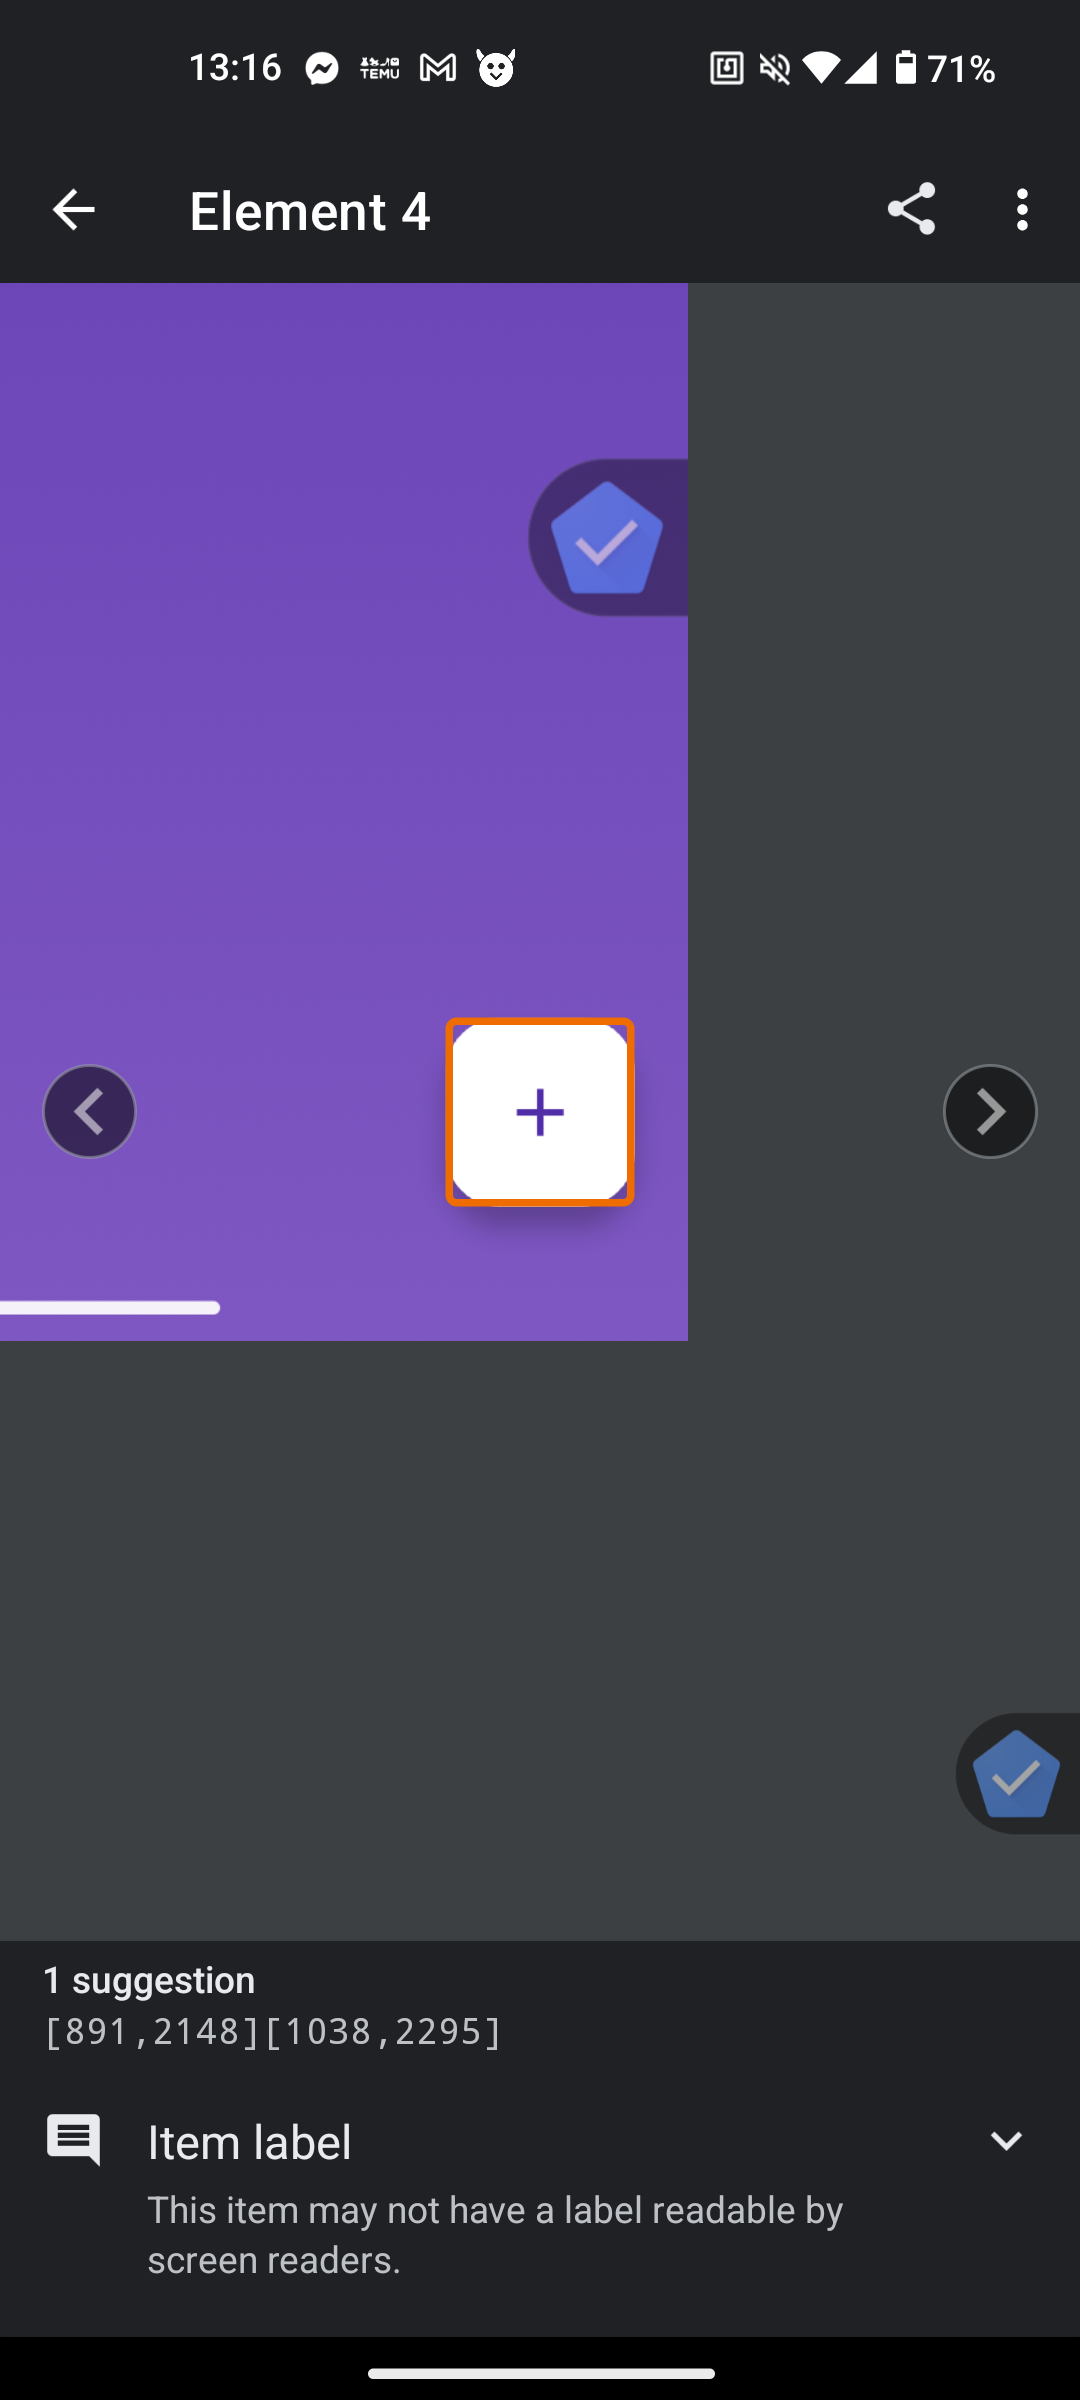 13:16 TEMU 71%
Element 4
1 suggestion
[891,2148][1038,2295]
Item label
This item may not have a label readable by
screen readers.